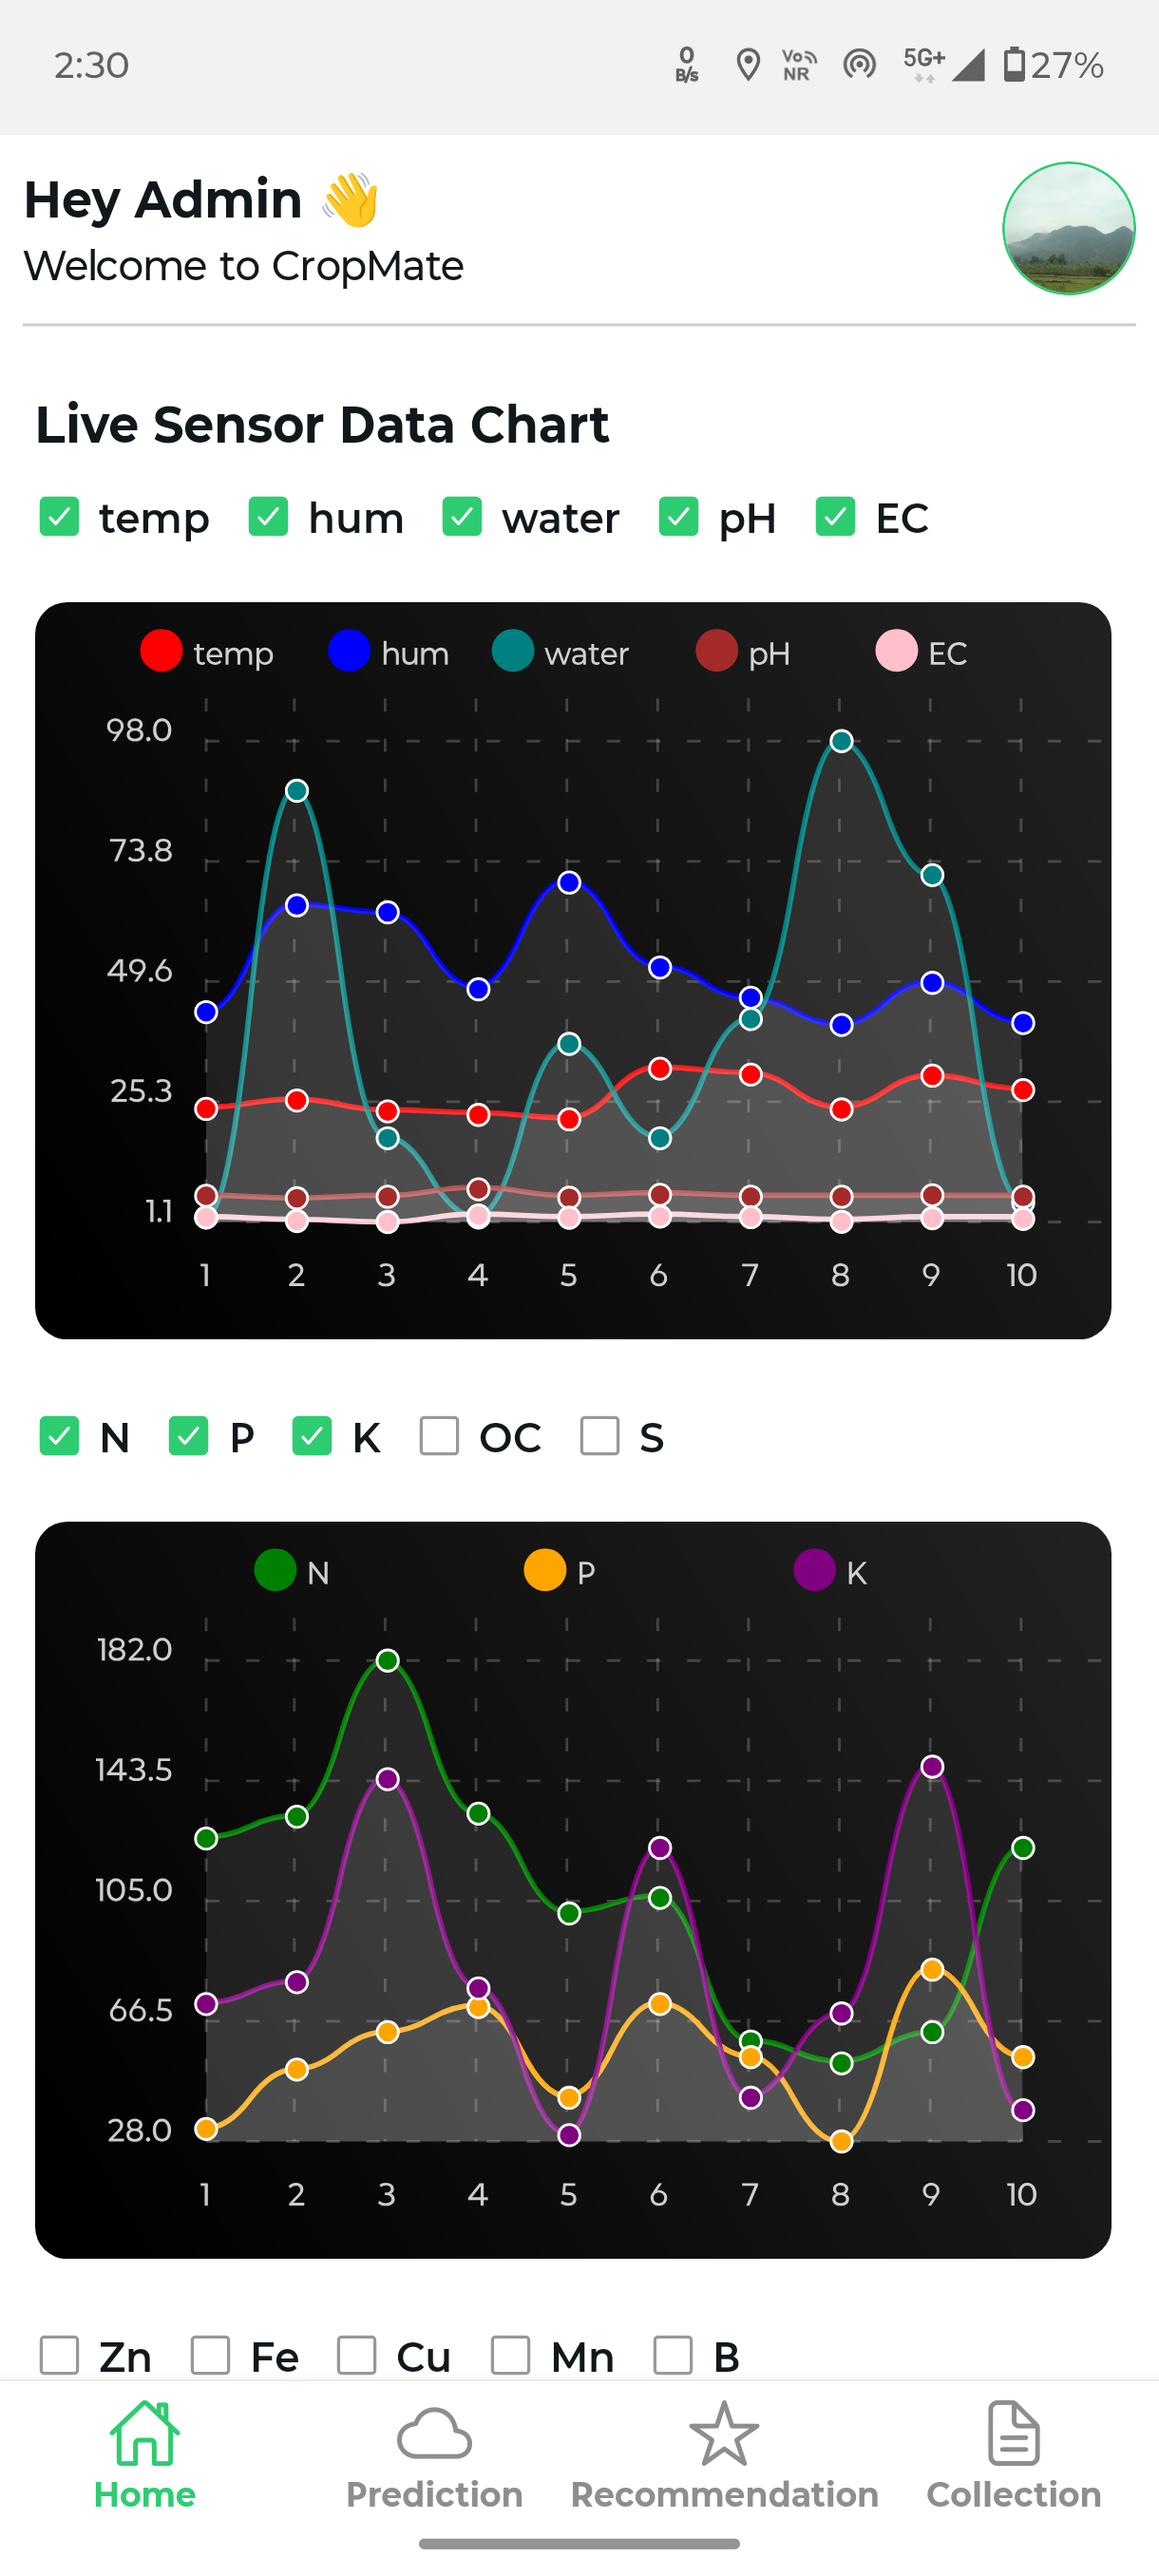 2:30 0 B/s Vo NR 5G+ 27%
Hey Admin 👋
Welcome to CropMate
Live Sensor Data Chart
temp hum water pH EC
temp hum water pH EC
98.0
73.8
49.6
25.3
1.1
1 2 3 4 5 6 7 8 9 10
N P K OC S
N P K
182.0
143.5
105.0
66.5
28.0
1 2 3 4 5 6 7 8 9 10
Zn Fe Cu Mn B
Home Prediction Recommendation Collection